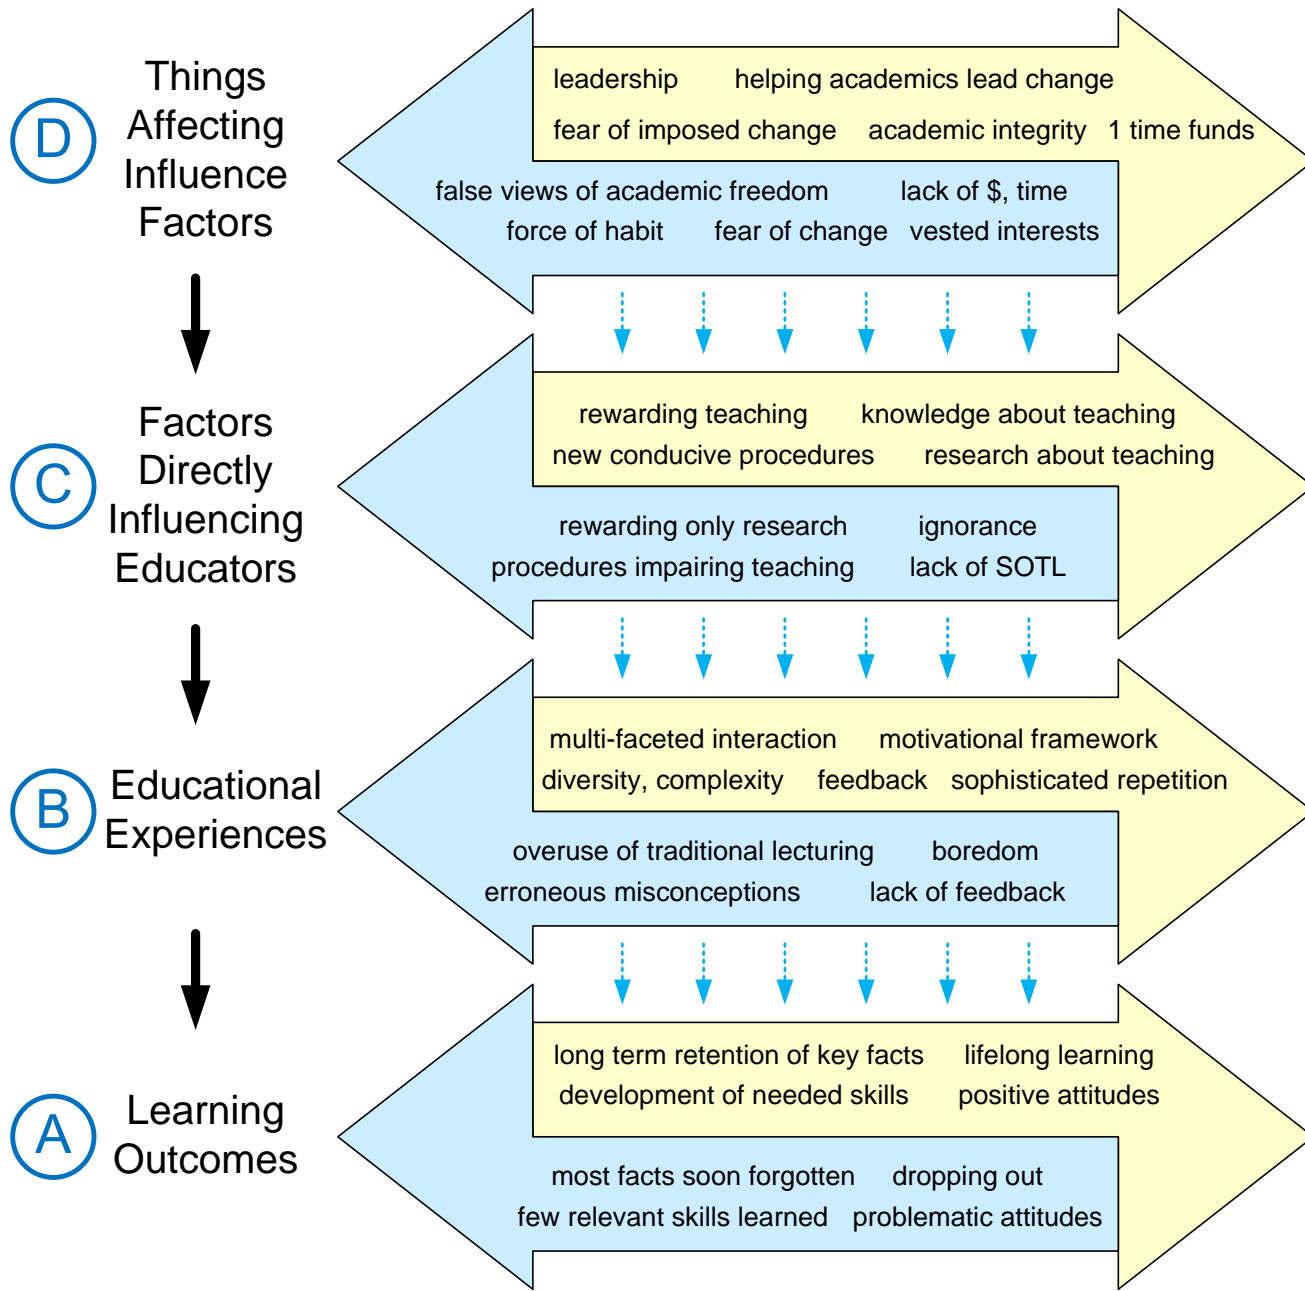 D
Things
Affecting
Influence
Factors
leadership helping academics lead change
fear of imposed change academic integrity 1 time funds
false views of academic freedom lack of $, time
force of habit fear of change vested interests
C
Factors
Directly
Influencing
Educators
rewarding teaching knowledge about teaching
new conducive procedures research about teaching
rewarding only research ignorance
procedures impairing teaching lack of SOTL
B
Educational
Experiences
multi-faceted interaction motivational framework
diversity, complexity feedback sophisticated repetition
overuse of traditional lecturing boredom
erroneous misconceptions lack of feedback
A
Learning
Outcomes
long term retention of key facts lifelong learning
development of needed skills positive attitudes
most facts soon forgotten dropping out
few relevant skills learned problematic attitudes